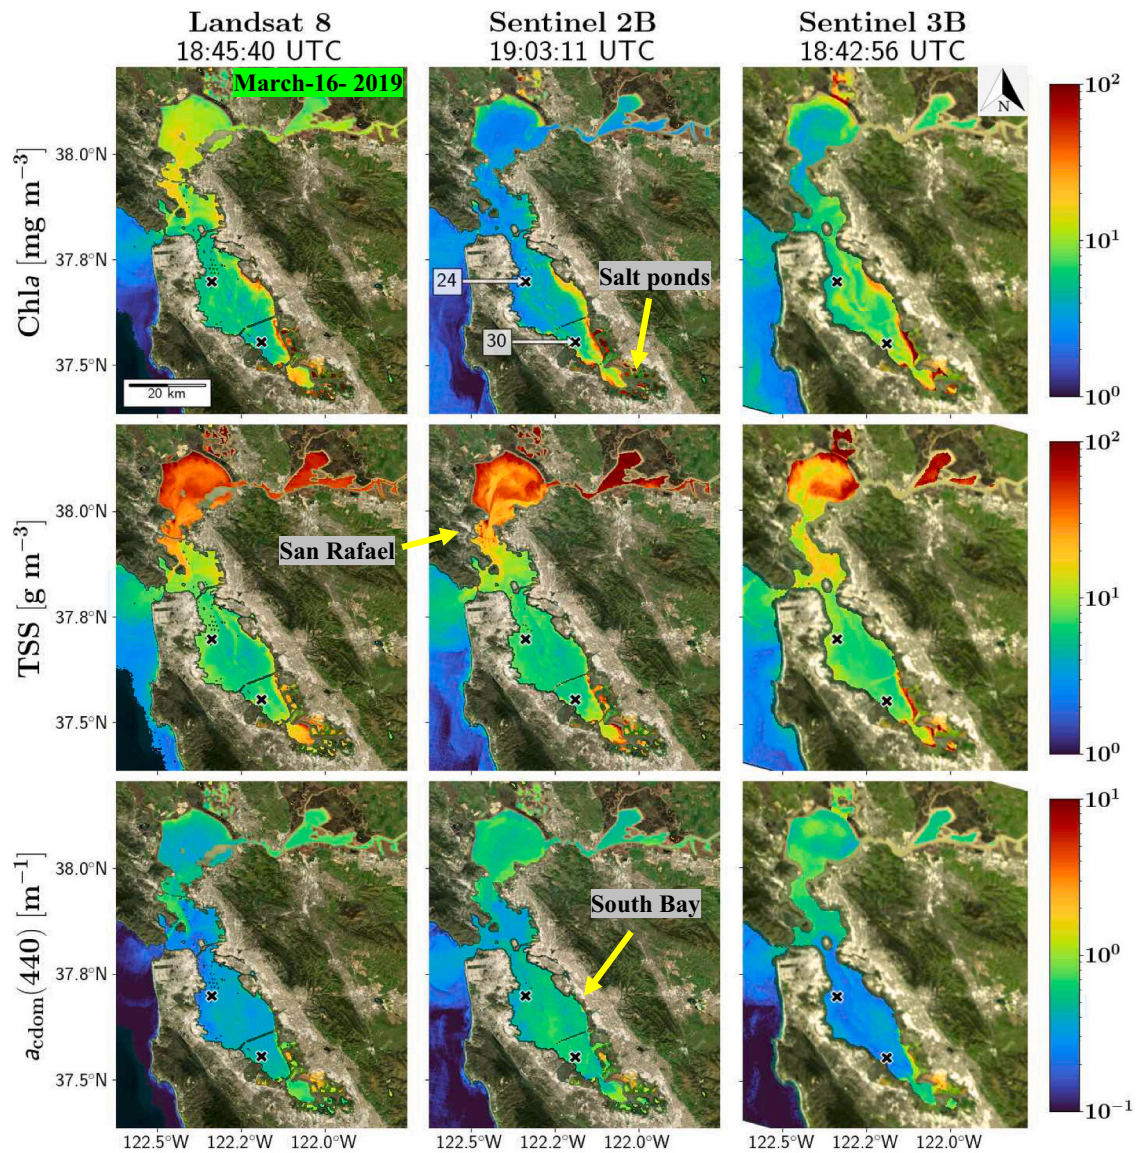 Landsat 8
18:45:40 UTC
Sentinel 2B
19:03:11 UTC
Sentinel 3B
18:42:56 UTC
March-16- 2019
N
Chla [mg m⁻³]
38.0°N
37.8°N
37.5°N
20 km
24
30
Salt ponds
10²
10¹
10⁰
TSS [g m⁻³]
38.0°N
37.8°N
37.5°N
San Rafael
10²
10¹
10⁰
a_cdom(440) [m⁻¹]
38.0°N
37.8°N
37.5°N
South Bay
10¹
10⁰
10⁻¹
122.5°W 122.2°W 122.0°W
122.5°W 122.2°W 122.0°W
122.5°W 122.2°W 122.0°W